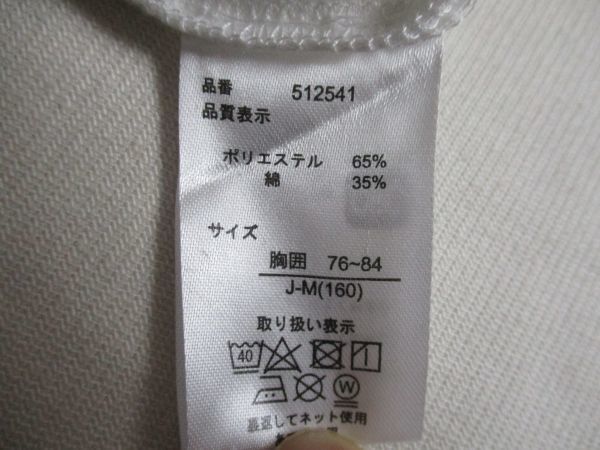 品番 512541
品質表示
ポリエステル 65%
綿 35%
サイズ
胸囲 76~84
J-M(160)
取り扱い表示
40
W
裏返してネット使用